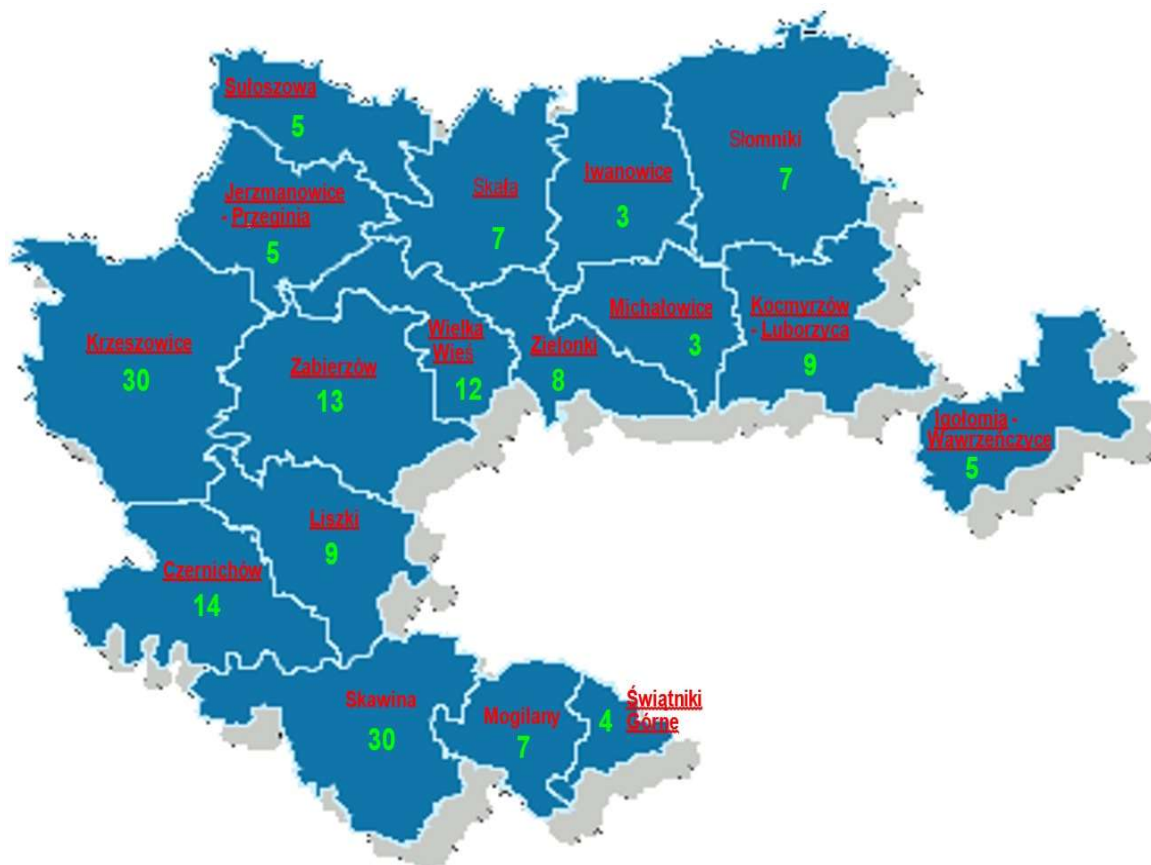 Sułoszowa
5
Jerzmanowice
- Przeginia
5
Skała
7
Iwanowice
3
Słomniki
7
Krzeszowice
30
Zabierzów
13
Wielka
Wieś
12
Zielonki
8
Michałowice
3
Kocmyrzów
- Luborzyca
9
Igołomia -
Wawrzeńczyce
5
Liszki
9
Czernichów
14
Skawina
30
Mogilany
7
Świątniki
Górne
4